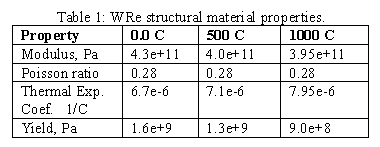 Table 1: WRe structural material properties.
Property 0.0 C 500 C 1000 C
Modulus, Pa 4.3e+11 4.0e+11 3.95e+11
Poisson ratio 0.28 0.28 0.28
Thermal Exp. 6.7e-6 7.1e-6 7.95e-6
Coef. 1/C
Yield, Pa 1.6e+9 1.3e+9 9.0e+8